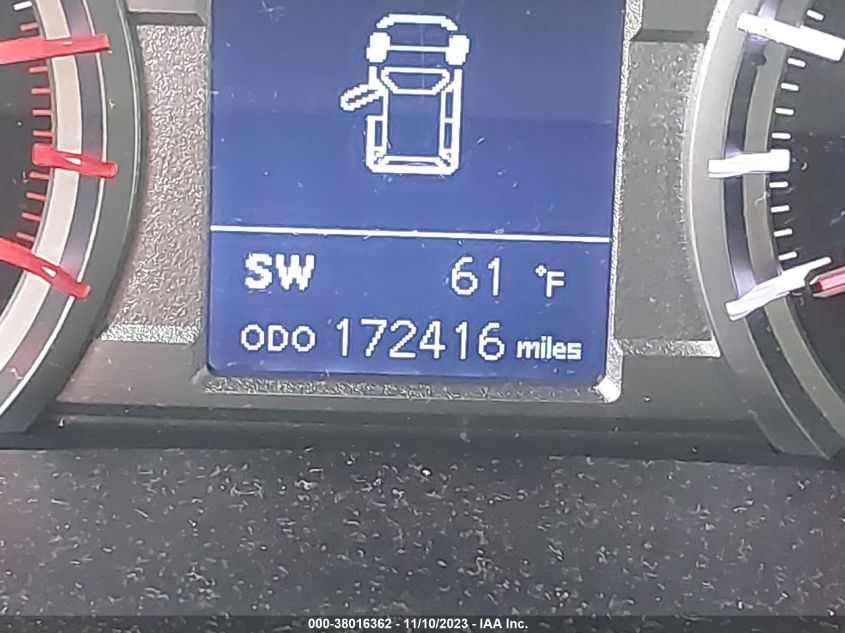 SW 61 °F
ODO 172416 miles
000-38016362 - 11/10/2023 - IAA Inc.